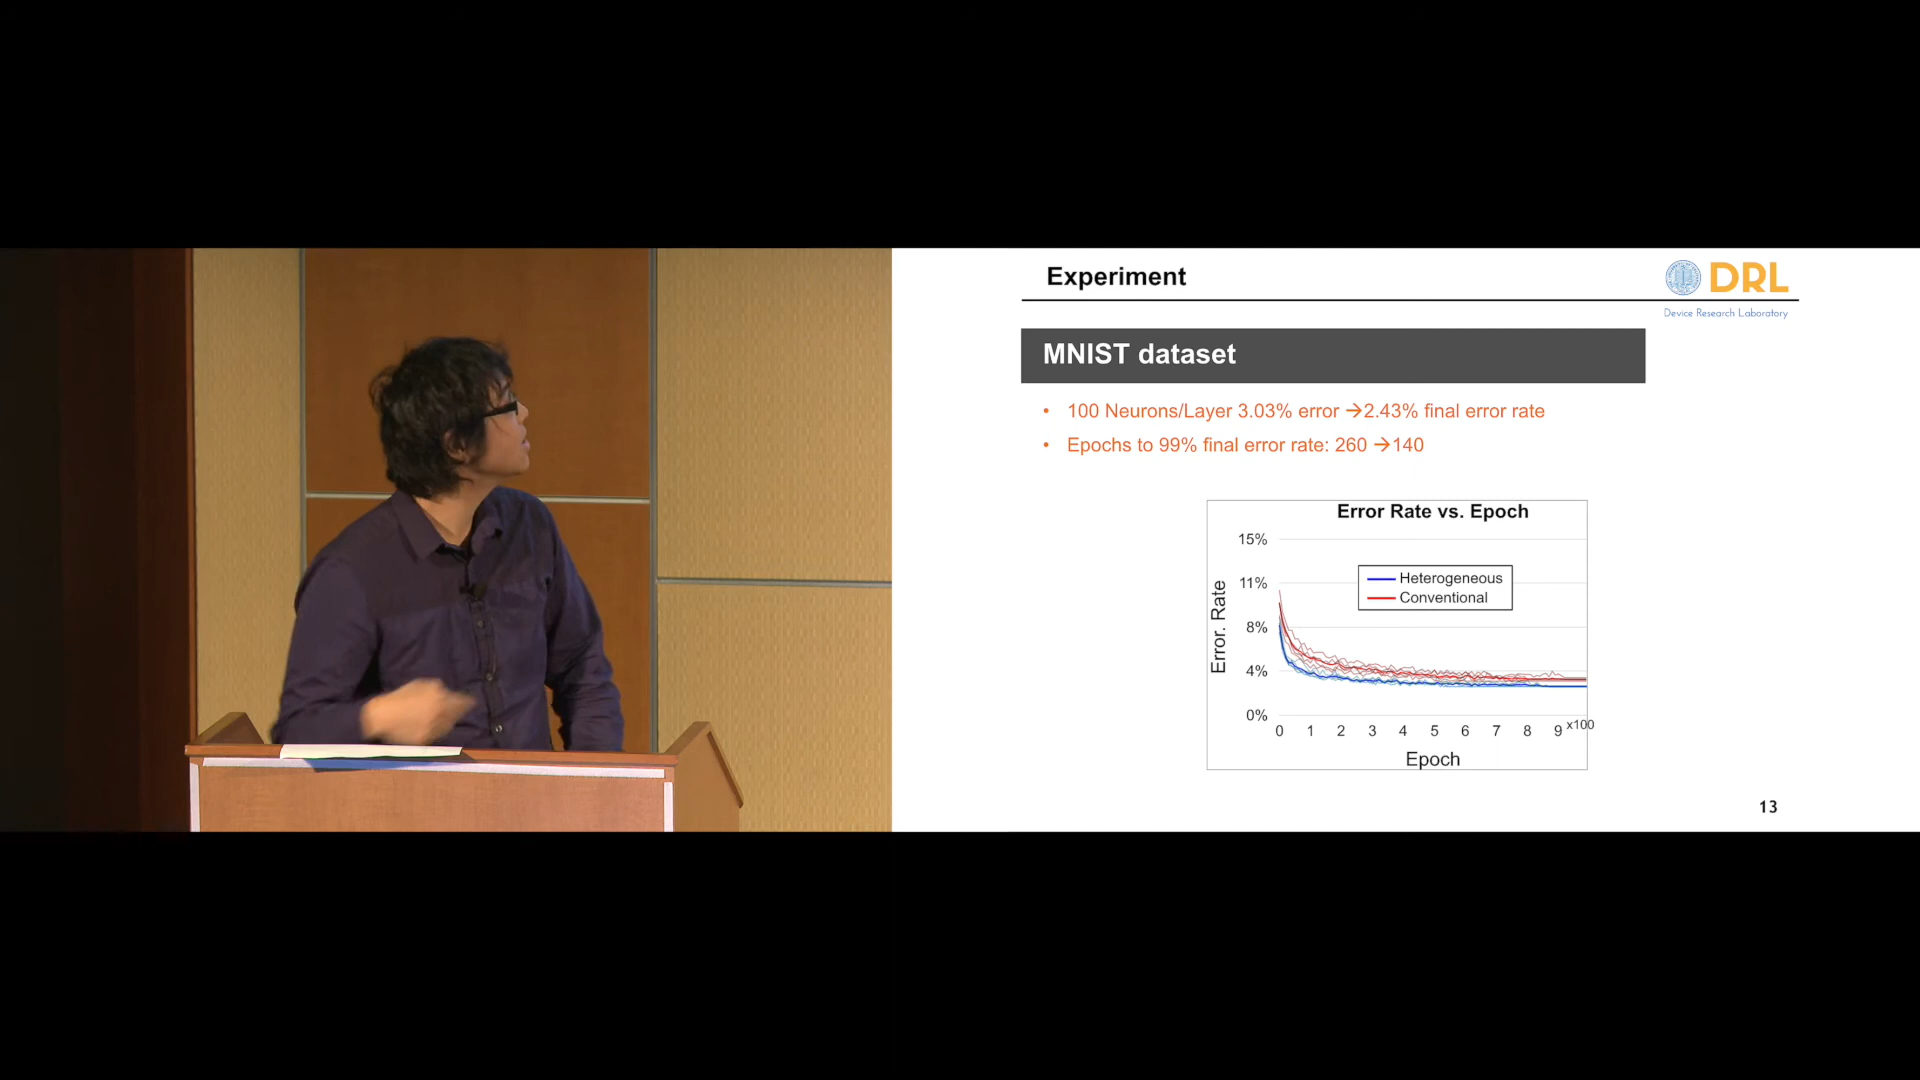 Experiment
DRL
Device Research Laboratory
MNIST dataset
• 100 Neurons/Layer 3.03% error →2.43% final error rate
• Epochs to 99% final error rate: 260 →140
Error Rate vs. Epoch
15%
11%
8%
4%
0%
Error. Rate
Heterogeneous
Conventional
0 1 2 3 4 5 6 7 8 9 x100
Epoch
13